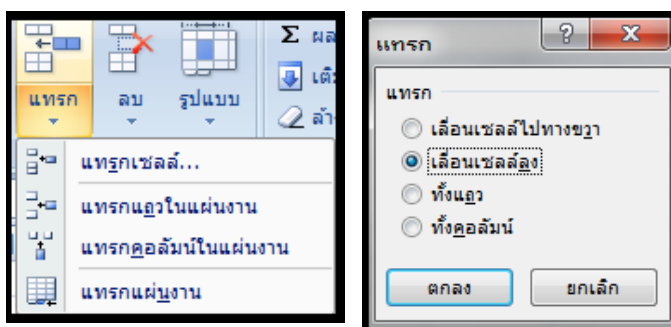 Σ ผล
แทรก ลบ รูปแบบ
เติ
ล้า
แทรกเซลล์...
แทรกแถวในแผ่นงาน
แทรกคอลัมน์ในแผ่นงาน
แทรกแผ่นงาน
แทรก
แทรก
เลื่อนเซลล์ไปทางขวา
เลื่อนเซลล์ลง
ทั้งแถว
ทั้งคอลัมน์
ตกลง ยกเลิก